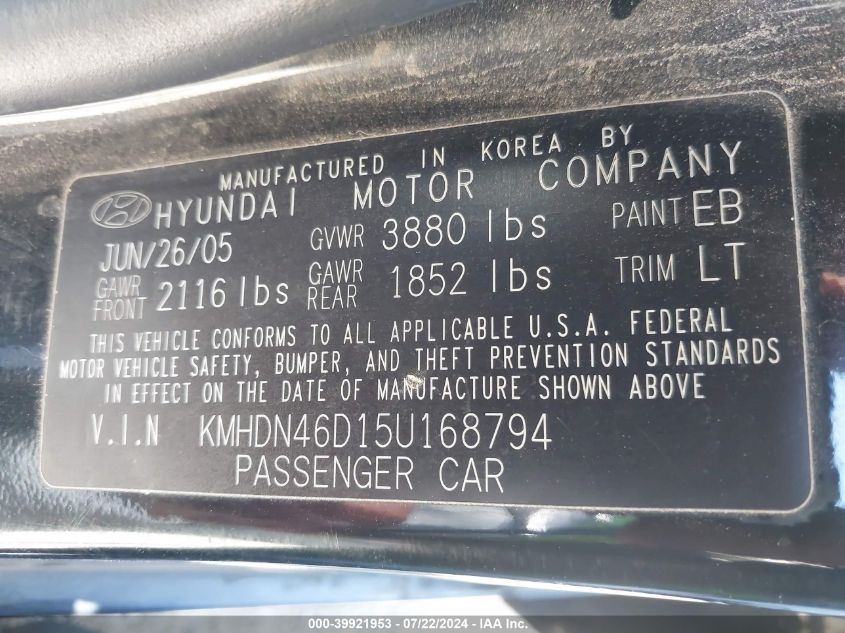 MANUFACTURED IN KOREA BY
HYUNDAI MOTOR COMPANY
JUN/26/05 GVWR 3880 lbs PAINT EB
GAWR FRONT 2116 lbs GAWR REAR 1852 lbs TRIM LT
THIS VEHICLE CONFORMS TO ALL APPLICABLE U.S.A. FEDERAL
MOTOR VEHICLE SAFETY, BUMPER, AND THEFT PREVENTION STANDARDS
IN EFFECT ON THE DATE OF MANUFACTURE SHOWN ABOVE
V.I.N KMHDN46D15U168794
PASSENGER CAR
000-39921953 - 07/22/2024 - IAA Inc.